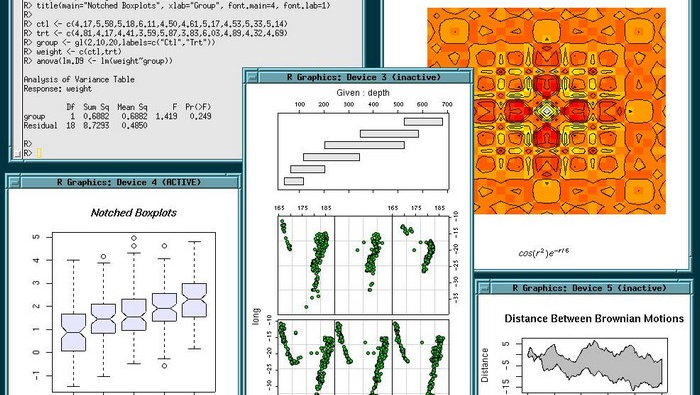 R> title(main="Notched Boxplots", xlab="Group", font.main=4, font.lab=1)
R>
R> ctl <- c(4.17,5.58,5.18,6.11,4.50,4.61,5.17,4.53,5.33,5.14)
R> trt <- c(4.81,4.17,4.41,3.59,5.87,3.83,6.03,4.89,4.32,4.69)
R> group <- gl(2,10,20,labels=c("Ctl","Trt"))
R> weight <- c(ctl,trt)
R> anova(lm.D9 <- lm(weight~group))
Analysis of Variance Table
Response: weight
Df Sum Sq Mean Sq F Pr(>F)
group 1 0.6882 0.6882 1.419 0.249
Residual 18 8.7293 0.4850
R>
R>
R Graphics: Device 4 (ACTIVE)
Notched Boxplots
5
4
3
2
1
0
−1
R Graphics: Device 3 (inactive)
Given : depth
100 200 300 400 500 600 700
165 175 185
165 175 185
−10
−15
−25
−35
−10
−15
−20
−25
−30
long
cos(r²)e^−r/6
R Graphics: Device 5 (inactive)
Distance Between Brownian Motions
Distance
5
−5
−15